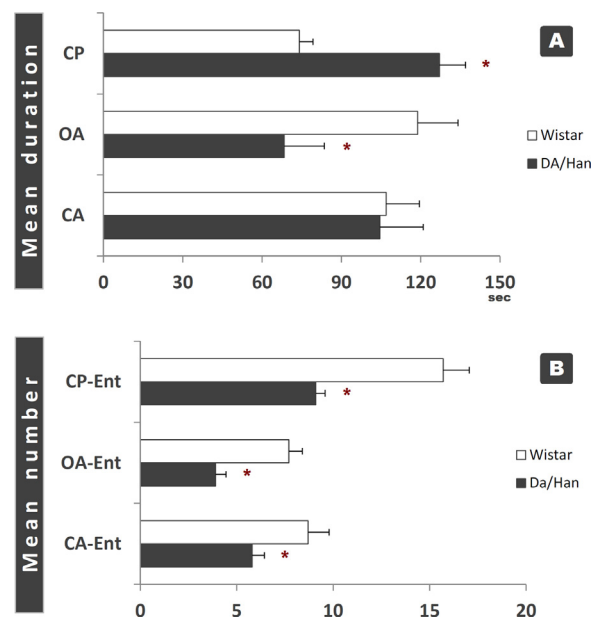 Mean duration
A
CP
*
OA
*
CA
Wistar
DA/Han
0 30 60 90 120 150
sec
Mean number
B
CP-Ent
*
OA-Ent
*
CA-Ent
*
Wistar
Da/Han
0 5 10 15 20